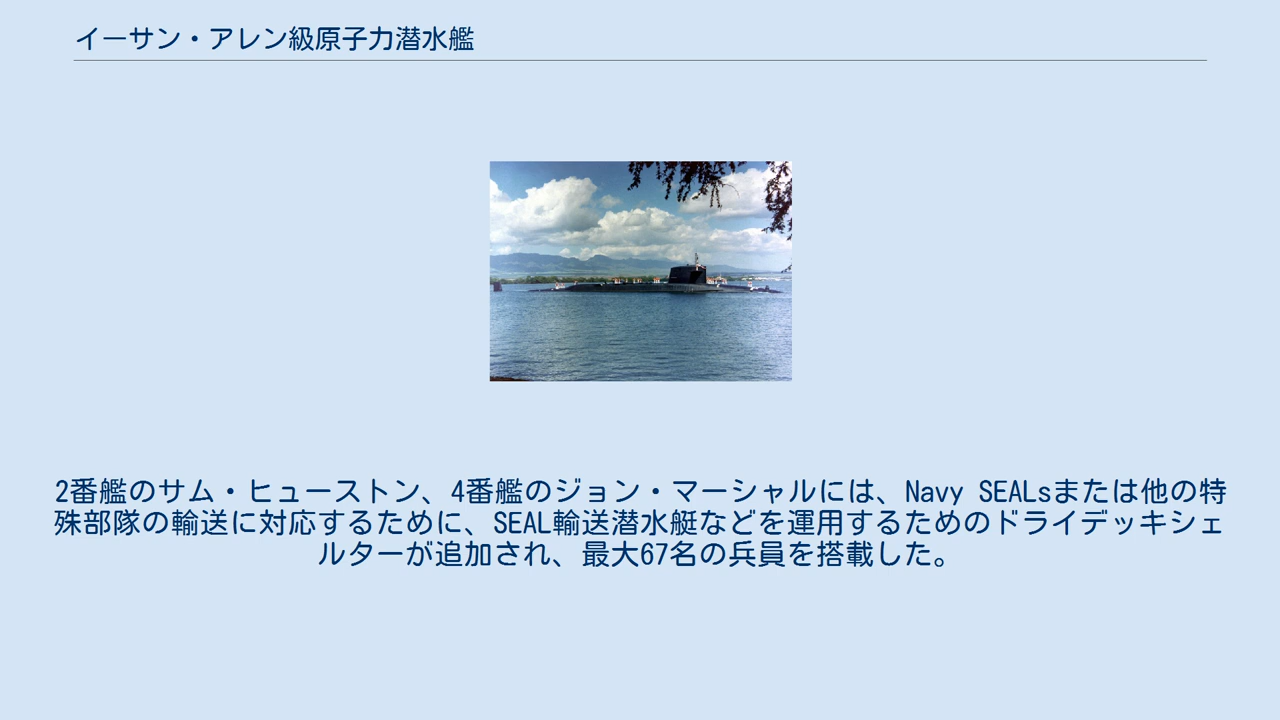 イーサン・アレン級原子力潜水艦
2番艦のサム・ヒューストン、4番艦のジョン・マーシャルには、Navy SEALsまたは他の特
殊部隊の輸送に対応するために、SEAL輸送潜水艇などを運用するためのドライデッキシェ
ルターが追加され、最大67名の兵員を搭載した。